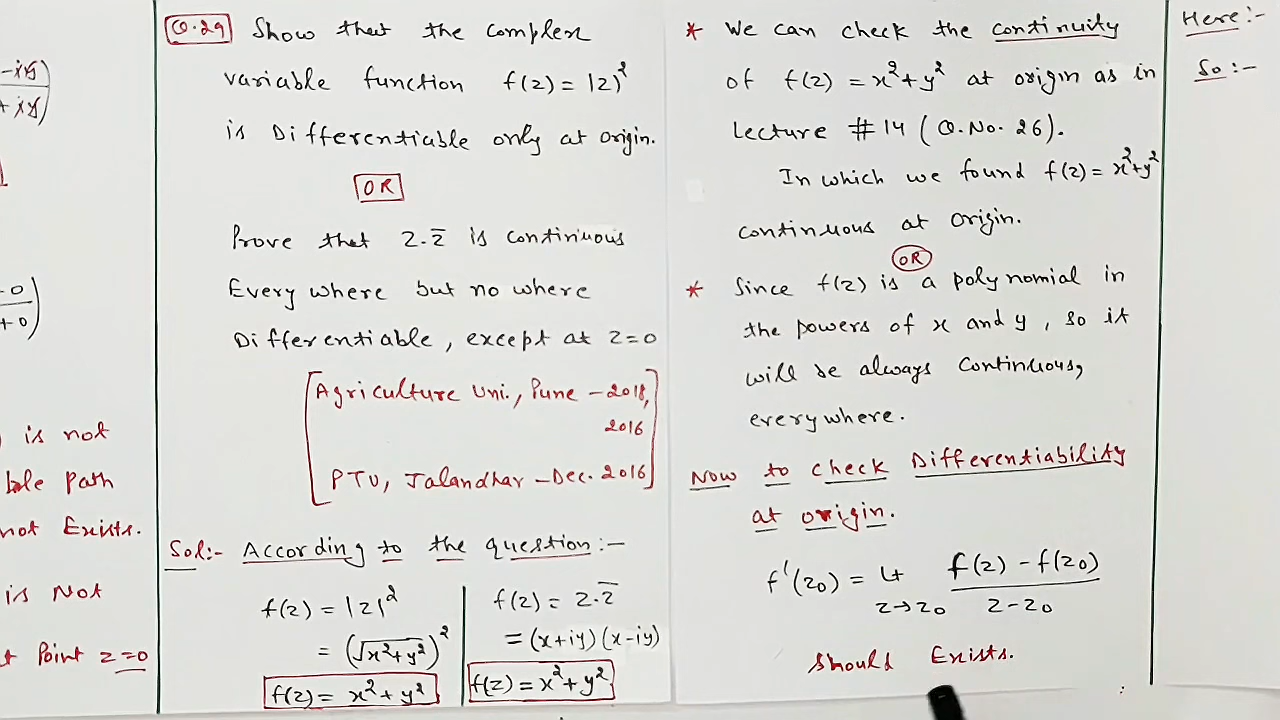 -iy)
+ iy)
- 0
+ 0)
is not
ble path
not Exists.
is Not
t Point z=0
Q.29 Show that the complex
variable function f(z) = |z|²
is Differentiable only at origin.
OR
Prove that z.z̅ is continuous
Every where but no where
Differentiable, except at z=0
[Agriculture Uni., Pune - 2018,
2016
PTU, Jalandhar - Dec. 2016]
Sol:- According to the question:-
f(z) = |z|²
= (√x²+y²)²
f(z) = x²+y²
f(z) = z.z̅
= (x+iy)(x-iy)
f(z) = x²+y²
* We can check the continuity
of f(z) = x²+y² at origin as in
Lecture #14 (Q.No. 26).
In which we found f(z) = x²+y²
continuous at origin.
OR
* Since f(z) is a polynomial in
the powers of x and y, so it
will be always continuous,
everywhere.
Now to check Differentiability
at origin.
f'(z₀) = Lt f(z) - f(z₀)
z→z₀ z-z₀
should Exists.
Here:-
So:-